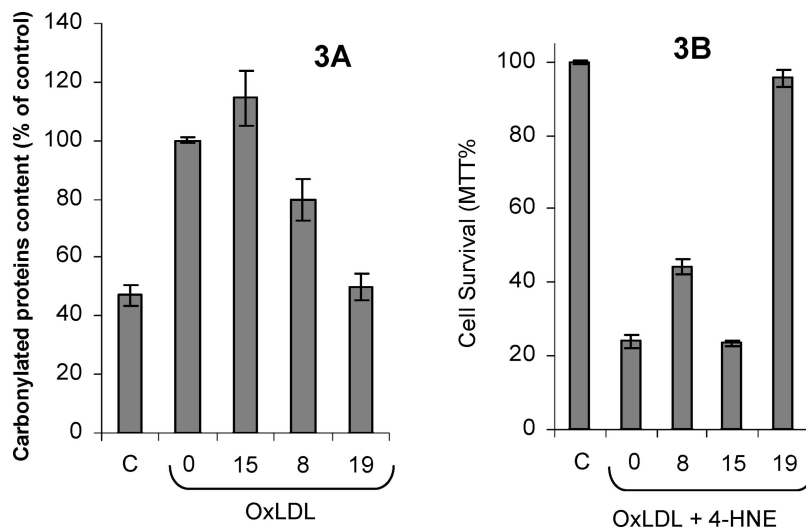 3A
Carbonylated proteins content (% of control)
140
120
100
80
60
40
20
0
C 0 15 8 19
OxLDL
3B
Cell Survival (MTT%
100
80
60
40
20
0
C 0 8 15 19
OxLDL + 4-HNE